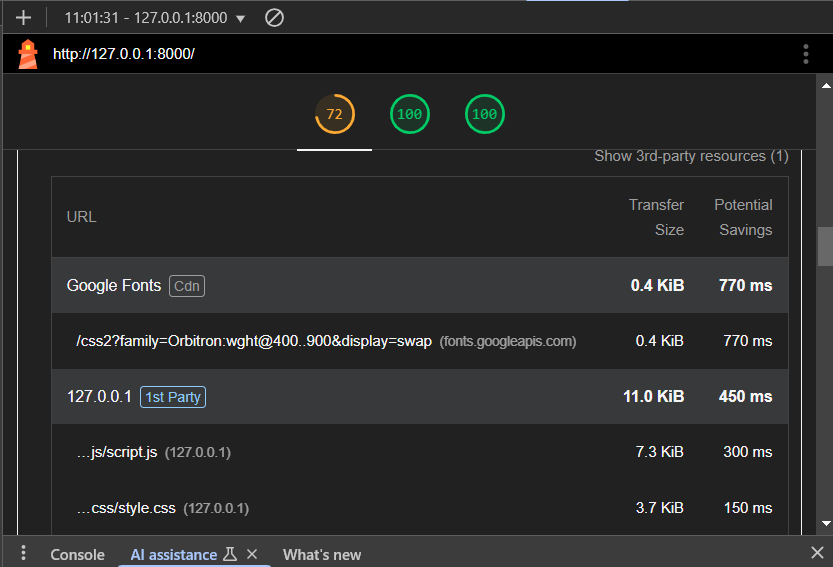 11:01:31 - 127.0.0.1:8000
http://127.0.0.1:8000/
72 100 100
Show 3rd-party resources (1)
URL Transfer Size Potential Savings
Google Fonts Cdn 0.4 KiB 770 ms
/css2?family=Orbitron:wght@400..900&display=swap (fonts.googleapis.com) 0.4 KiB 770 ms
127.0.0.1 1st Party 11.0 KiB 450 ms
…js/script.js (127.0.0.1) 7.3 KiB 300 ms
…css/style.css (127.0.0.1) 3.7 KiB 150 ms
Console AI assistance What's new